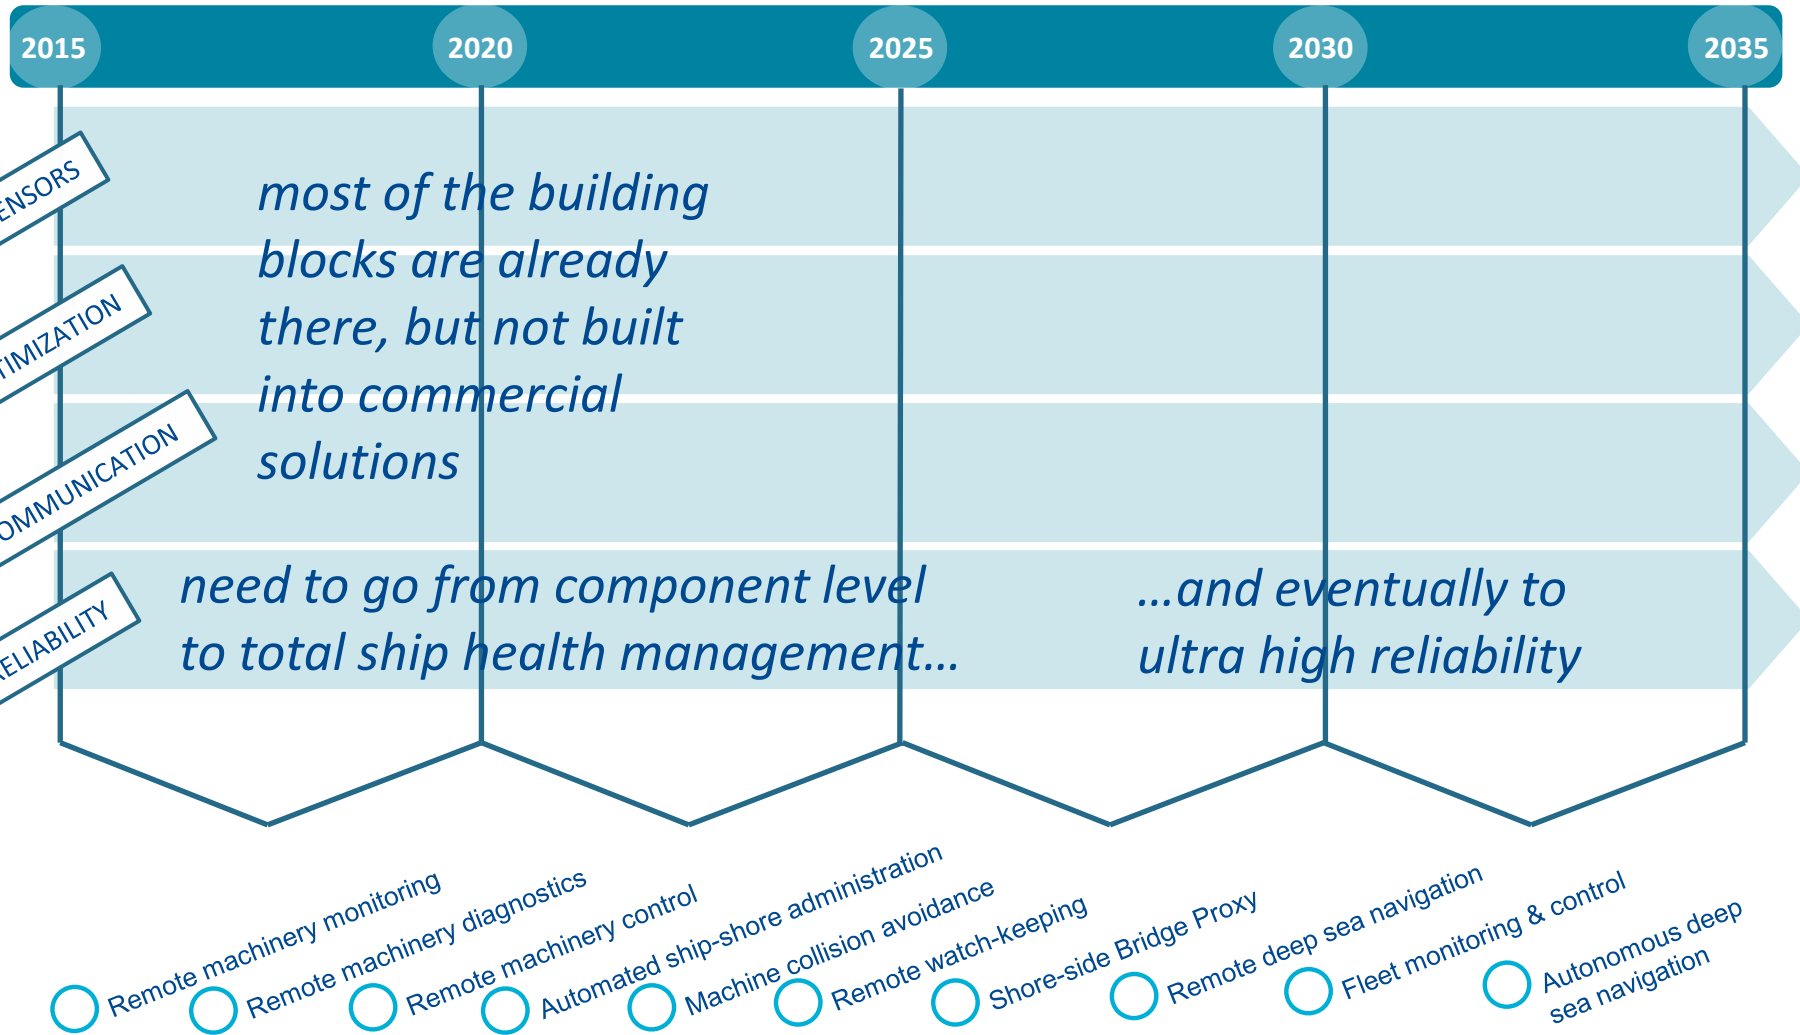 2015 2020 2025 2030 2035
ENSORS
most of the building
blocks are already
there, but not built
into commercial
solutions
TIMIZATION
OMMUNICATION
ELIABILITY
need to go from component level
to total ship health management...
...and eventually to
ultra high reliability
Remote machinery monitoring
Remote machinery diagnostics
Remote machinery control
Automated ship-shore administration
Machine collision avoidance
Remote watch-keeping
Shore-side Bridge Proxy
Remote deep sea navigation
Fleet monitoring & control
Autonomous deep
sea navigation